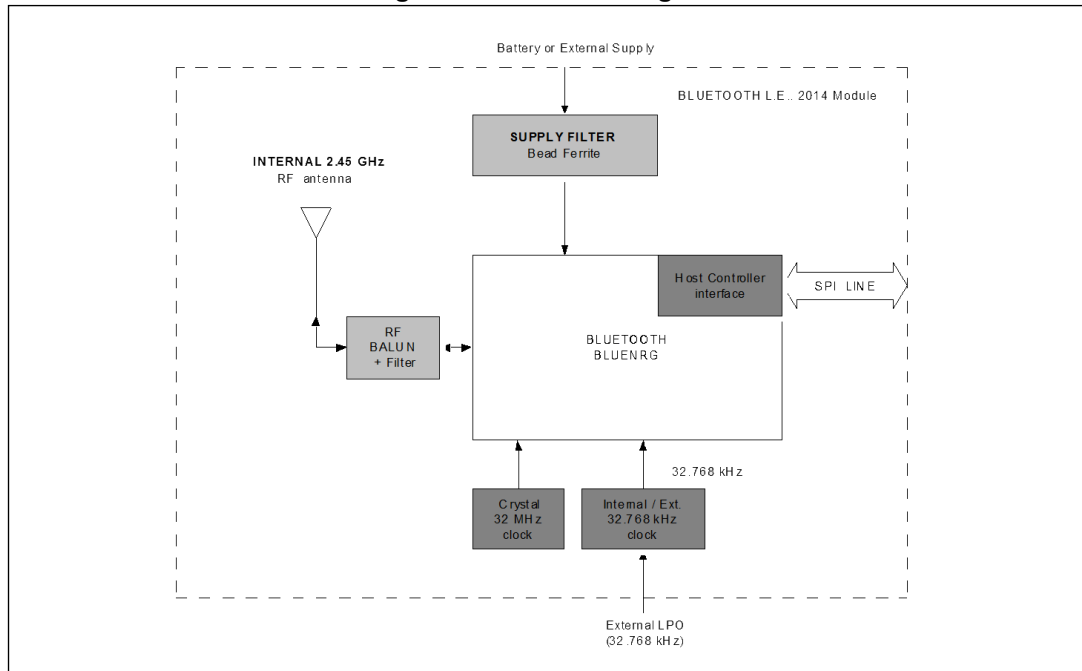 Battery or External Supply
BLUETOOTH L.E.. 2014 Module
SUPPLY FILTER
Bead Ferrite
INTERNAL 2.45 GHz
RF antenna
Host Controller
interface
SPI LINE
RF
BALUN
+ Filter
BLUETOOTH
BLUENRG
32.768 kHz
Crystal
32 MHz
clock
Internal / Ext.
32.768 kHz
clock
External LPO
(32.768 kHz)